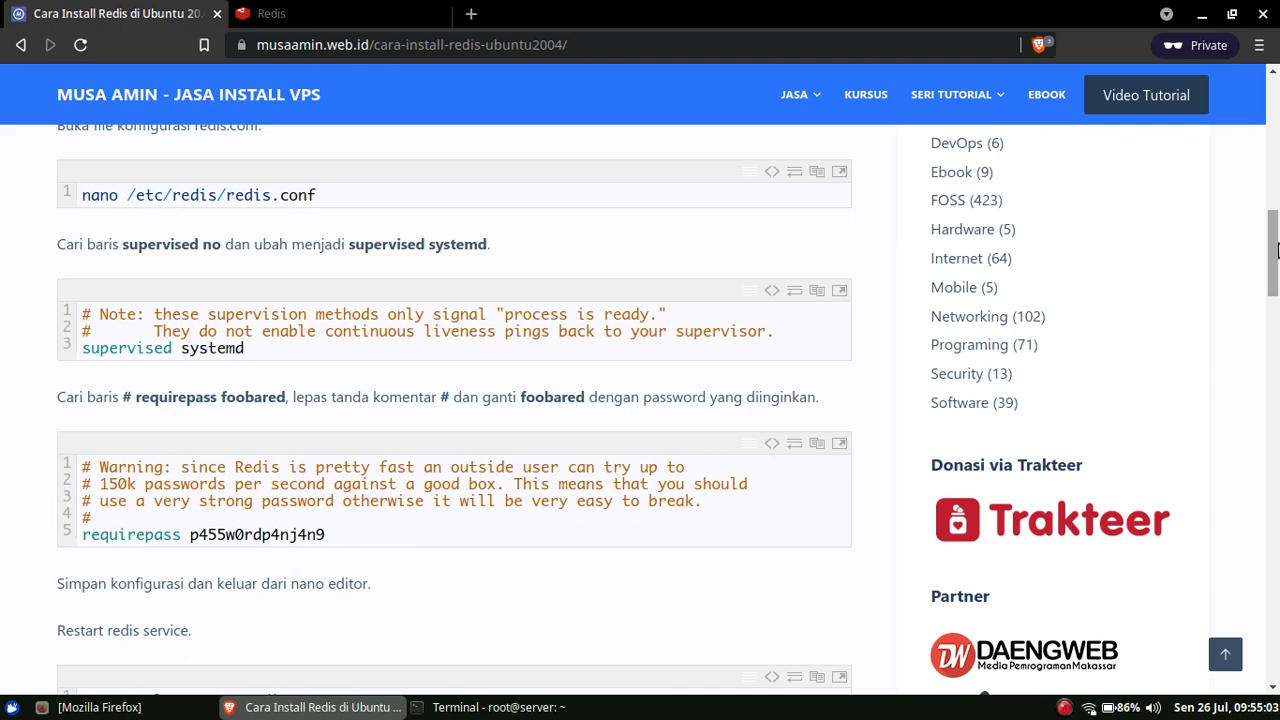 Cara Install Redis di Ubuntu 20.
Redis
musaamin.web.id/cara-install-redis-ubuntu2004/
3
Private
MUSA AMIN - JASA INSTALL VPS
JASA
KURSUS
SERI TUTORIAL
EBOOK
Video Tutorial
Buka file konfigurasi redis.conf.
1 nano /etc/redis/redis.conf
Cari baris supervised no dan ubah menjadi supervised systemd.
1 # Note: these supervision methods only signal "process is ready."
2 #       They do not enable continuous liveness pings back to your supervisor.
3 supervised systemd
Cari baris # requirepass foobared, lepas tanda komentar # dan ganti foobared dengan password yang diinginkan.
1 # Warning: since Redis is pretty fast an outside user can try up to
2 # 150k passwords per second against a good box. This means that you should
3 # use a very strong password otherwise it will be very easy to break.
4 #
5 requirepass p455w0rdp4nj4n9
Simpan konfigurasi dan keluar dari nano editor.
Restart redis service.
DevOps (6)
Ebook (9)
FOSS (423)
Hardware (5)
Internet (64)
Mobile (5)
Networking (102)
Programing (71)
Security (13)
Software (39)
Donasi via Trakteer
Trakteer
Partner
DW DAENGWEB
Media Pemrograman Makassar
[Mozilla Firefox]
Cara Install Redis di Ubuntu ...
Terminal - root@server: ~
86%
Sen 26 Jul, 09:55:03